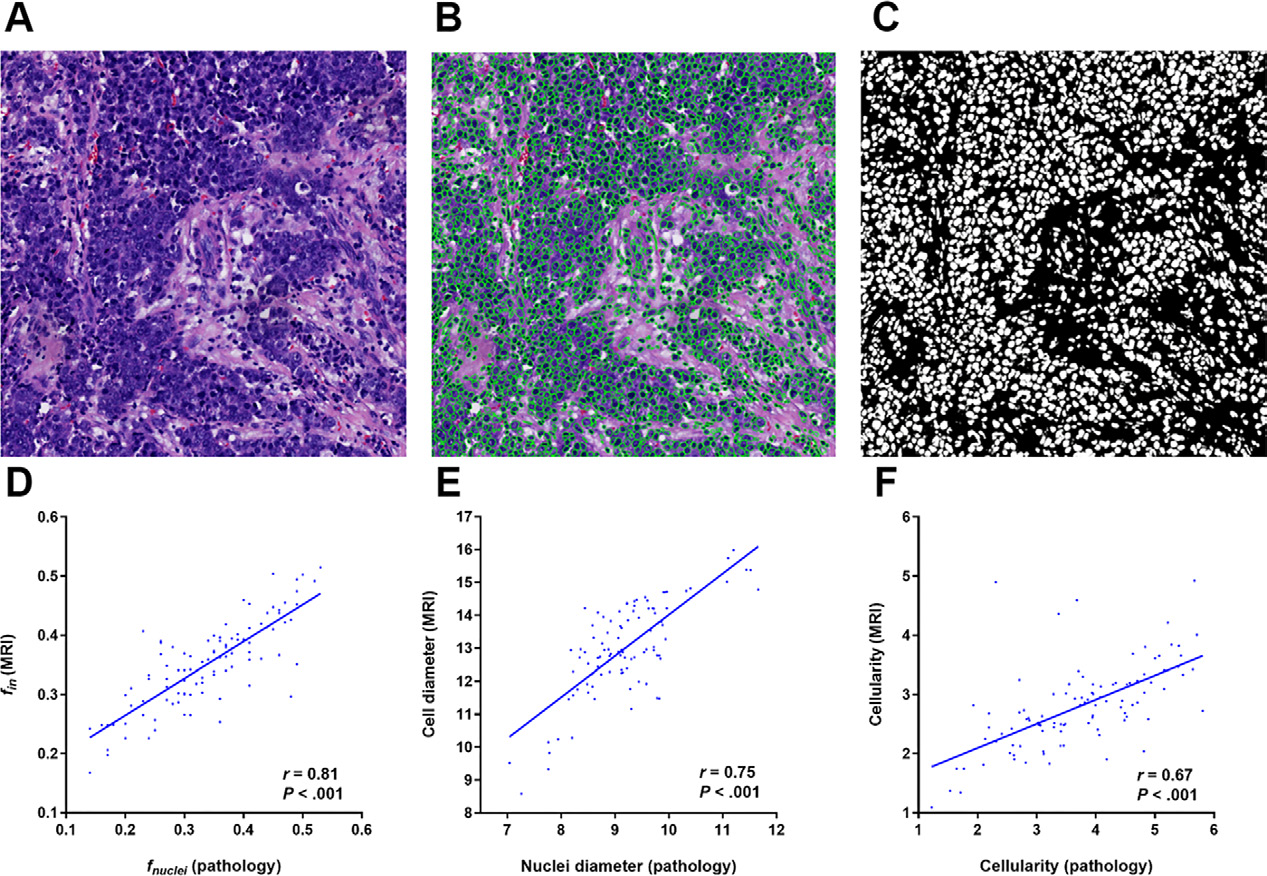 A
B
C
D
E
F
0.6
0.5
0.4
0.3
0.2
0.1
0.1
0.2
0.3
0.4
0.5
0.6
fin (MRI)
fnuclei (pathology)
r = 0.81
P < .001
17
16
15
14
13
12
11
10
9
8
7
8
9
10
11
12
Cell diameter (MRI)
Nuclei diameter (pathology)
r = 0.75
P < .001
6
5
4
3
2
1
1
2
3
4
5
6
Cellularity (MRI)
Cellularity (pathology)
r = 0.67
P < .001